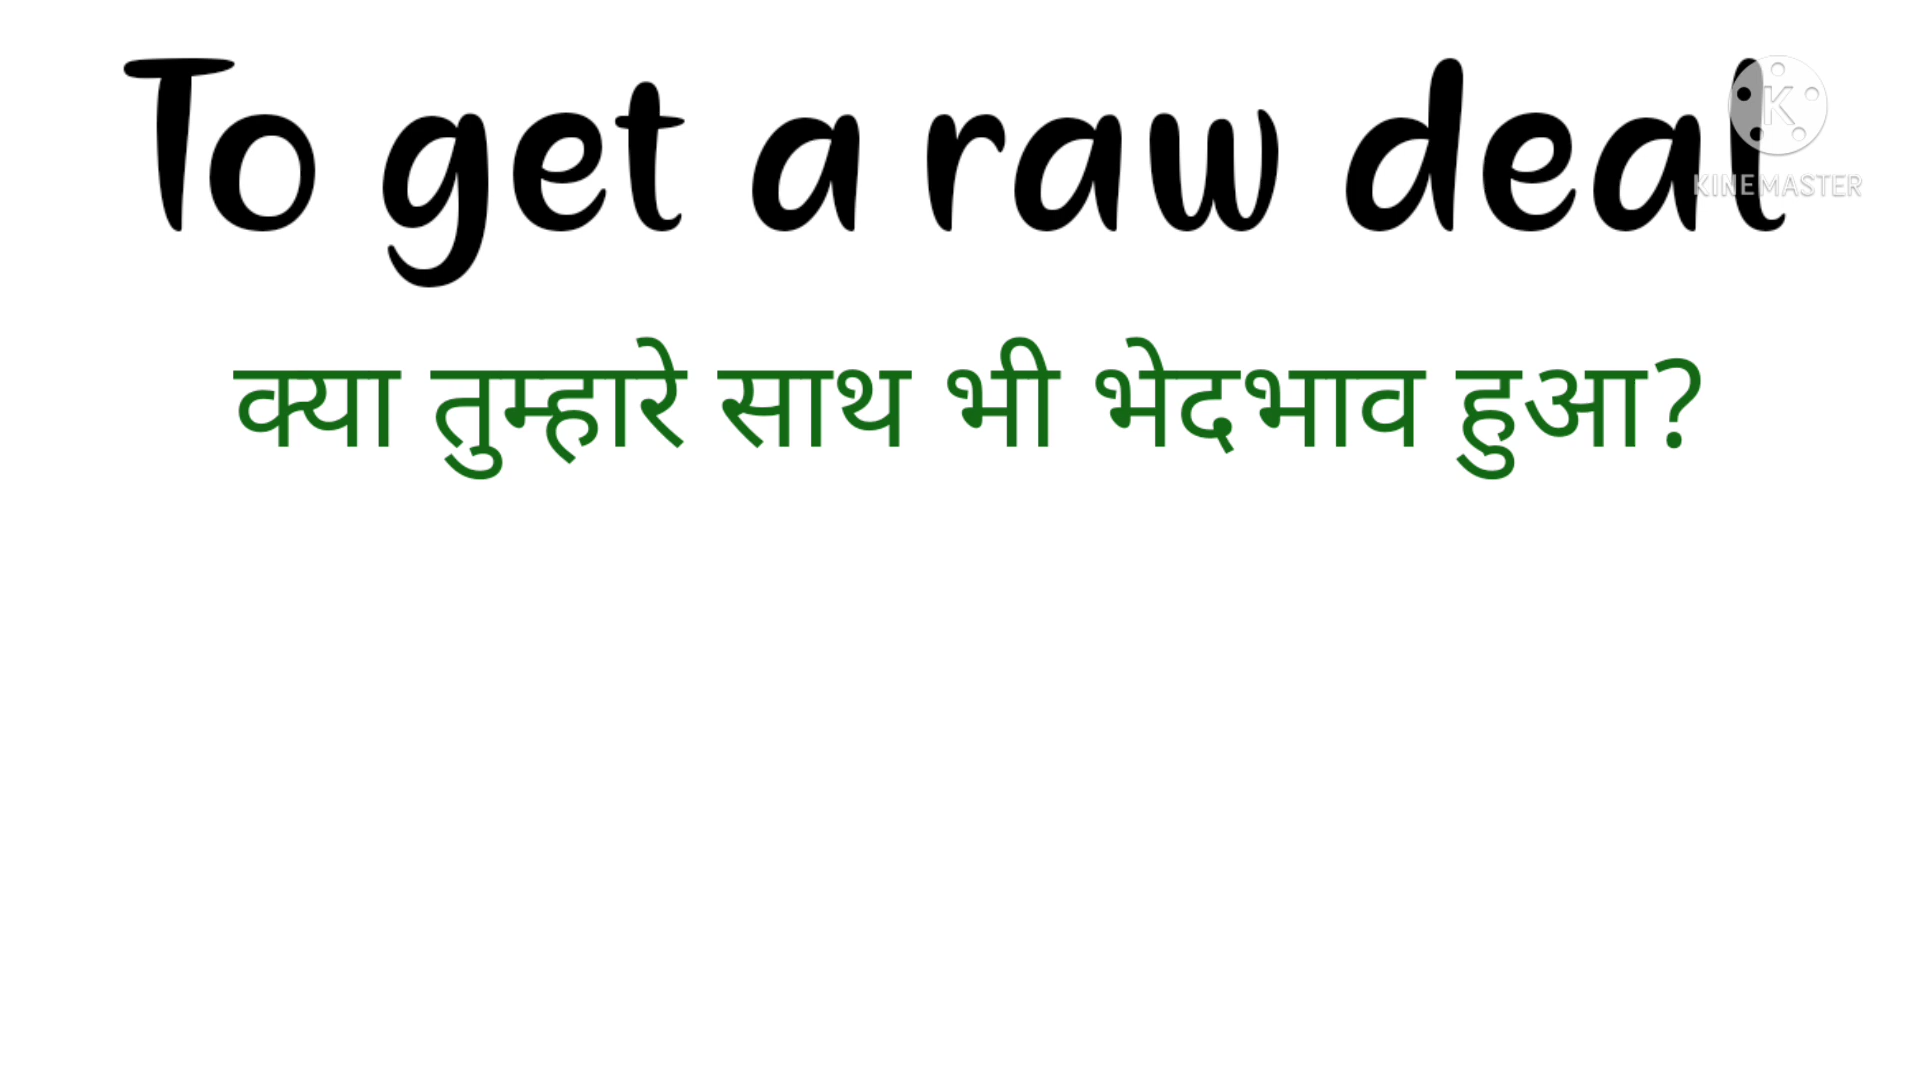 To get a raw deal
K
KINEMASTER
क्या तुम्हारे साथ भी भेदभाव हुआ?